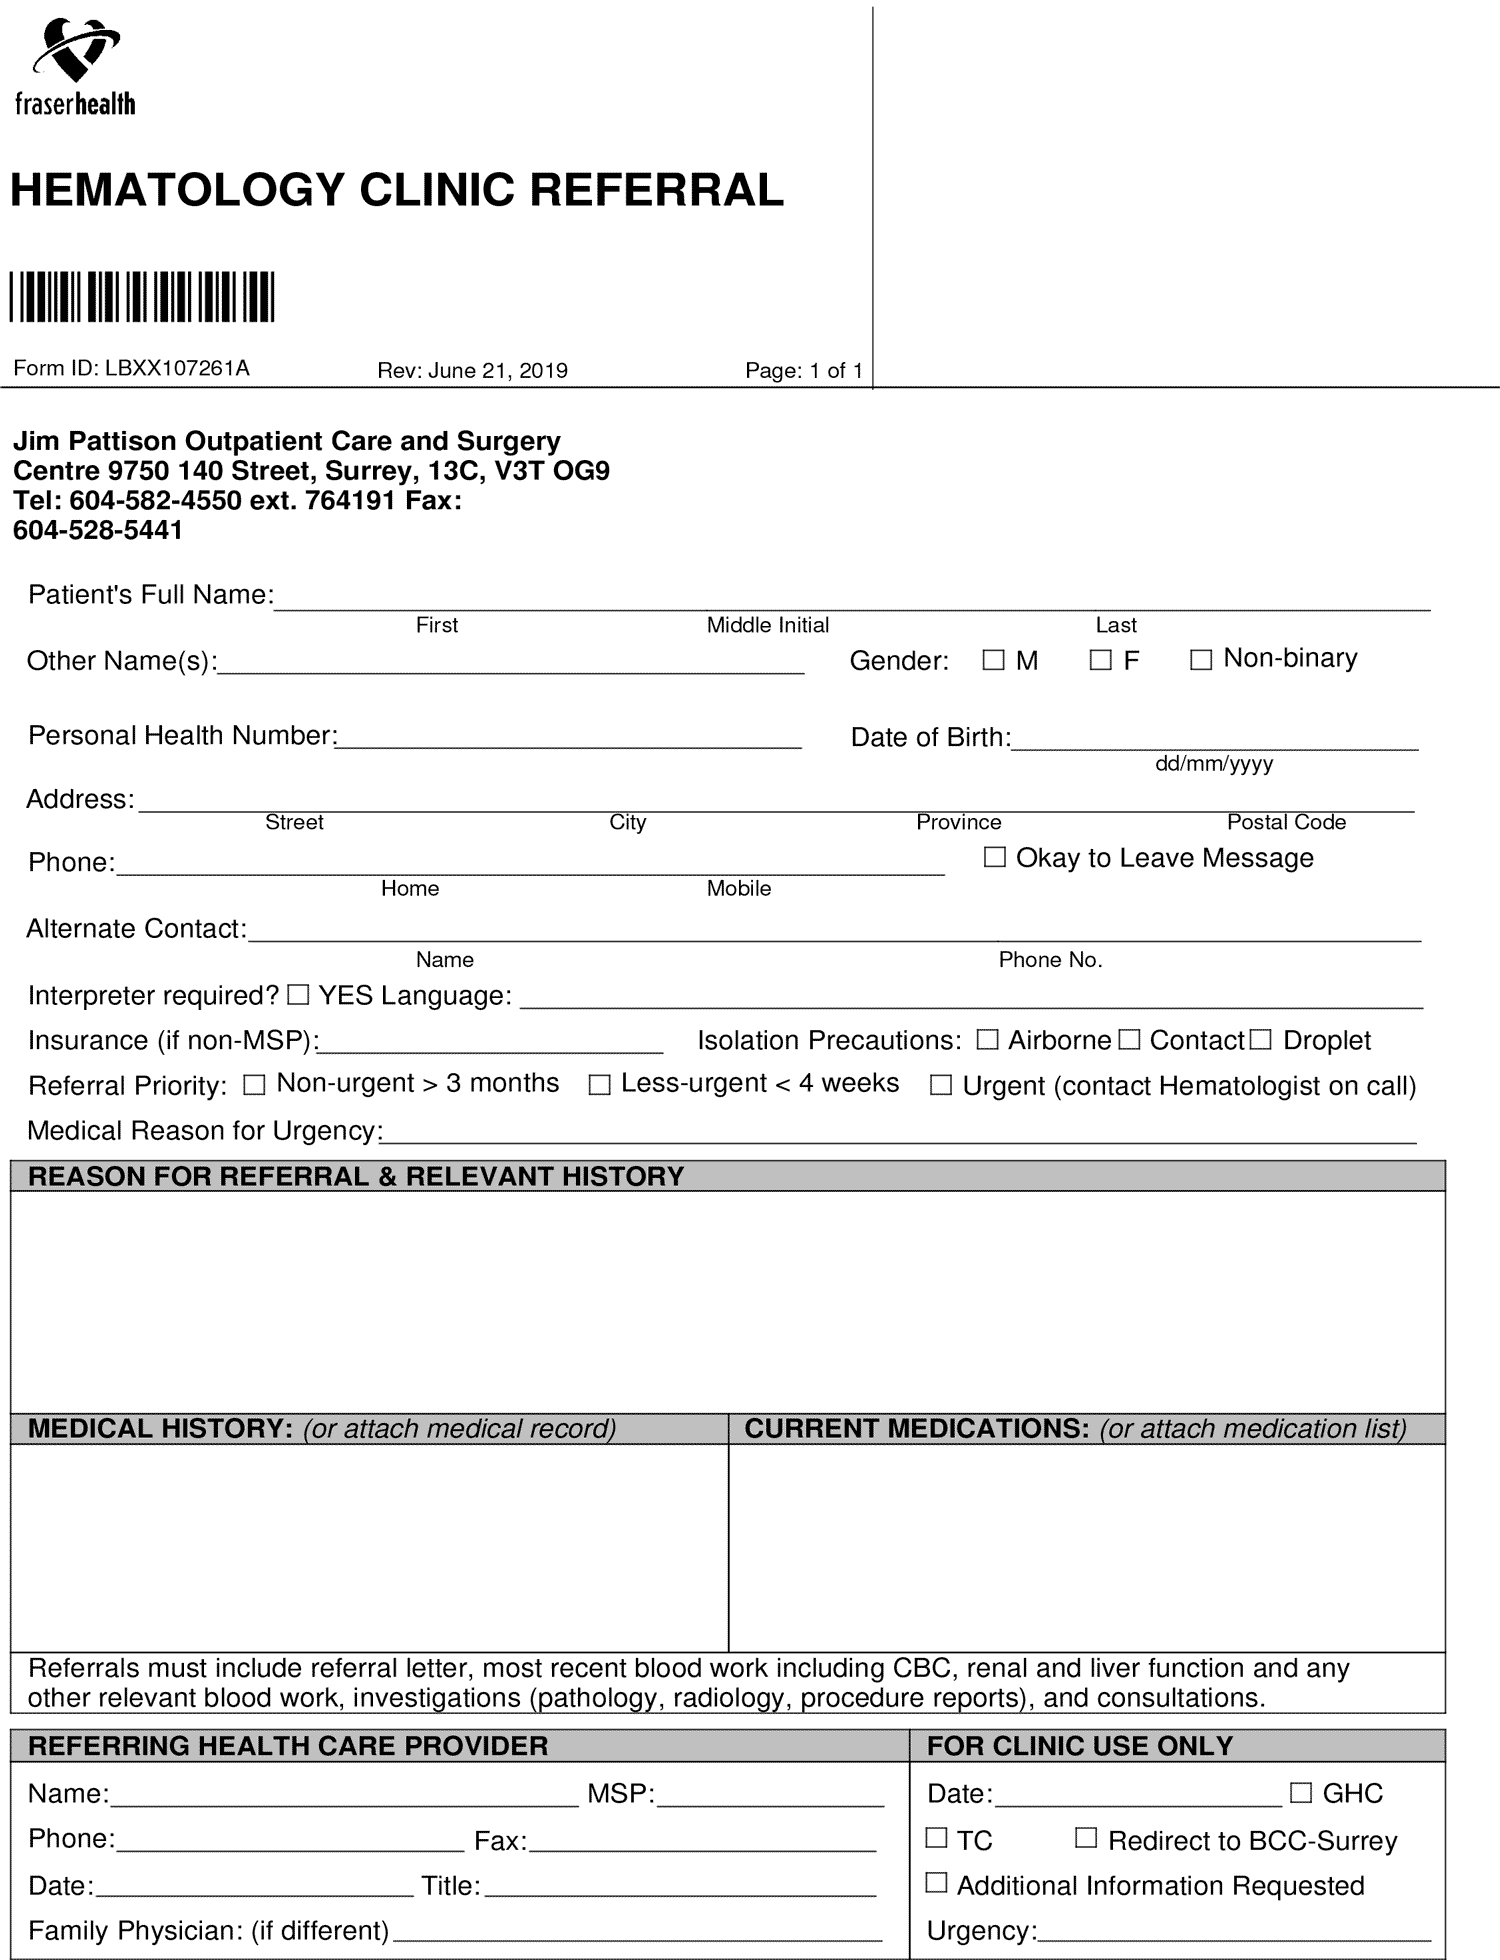 fraserhealth
HEMATOLOGY CLINIC REFERRAL
Form ID: LBXX107261A Rev: June 21, 2019 Page: 1 of 1
Jim Pattison Outpatient Care and Surgery
Centre 9750 140 Street, Surrey, 13C, V3T OG9
Tel: 604-582-4550 ext. 764191 Fax:
604-528-5441
Patient's Full Name:
First Middle Initial Last
Other Name(s): Gender: M F Non-binary
Personal Health Number: Date of Birth:
dd/mm/yyyy
Address:
Street City Province Postal Code
Phone: Okay to Leave Message
Home Mobile
Alternate Contact:
Name Phone No.
Interpreter required? YES Language:
Insurance (if non-MSP): Isolation Precautions: Airborne Contact Droplet
Referral Priority: Non-urgent > 3 months Less-urgent < 4 weeks Urgent (contact Hematologist on call)
Medical Reason for Urgency:
REASON FOR REFERRAL & RELEVANT HISTORY
MEDICAL HISTORY: (or attach medical record) CURRENT MEDICATIONS: (or attach medication list)
Referrals must include referral letter, most recent blood work including CBC, renal and liver function and any
other relevant blood work, investigations (pathology, radiology, procedure reports), and consultations.
REFERRING HEALTH CARE PROVIDER FOR CLINIC USE ONLY
Name: MSP: Date: GHC
Phone: Fax: TC Redirect to BCC-Surrey
Date: Title: Additional Information Requested
Family Physician: (if different) Urgency: